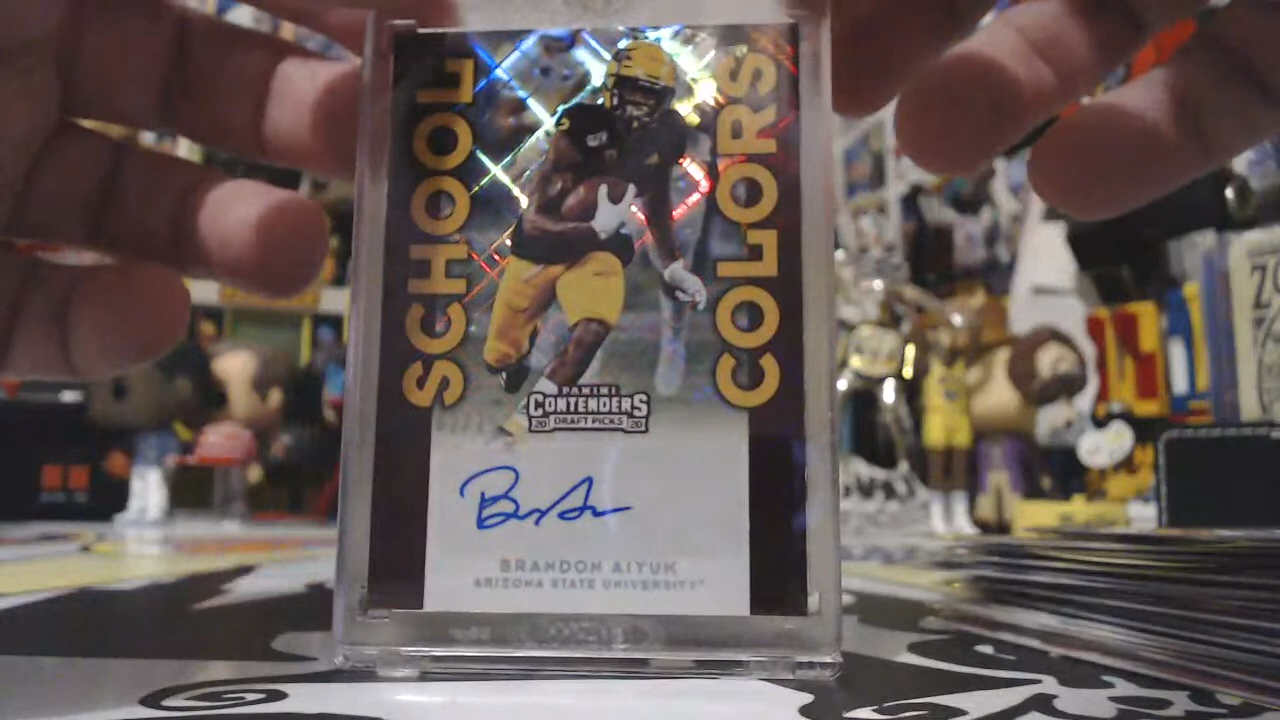 SCHOOL
COLORS
PANINI
CONTENDERS
20 DRAFT PICKS 20
BRANDON AIYUK
ARIZONA STATE UNIVERSITY